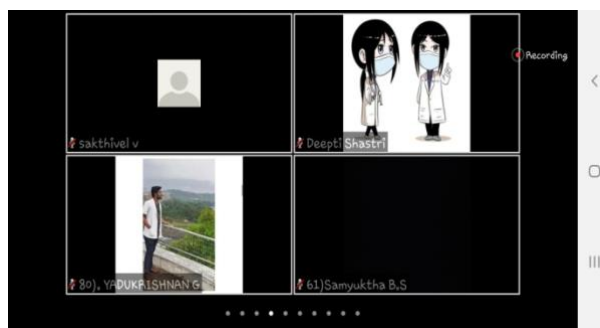 Recording
sakthivel v
Deepti Shastri
80). YADUKRISHNAN G
61)Samyuktha B.S